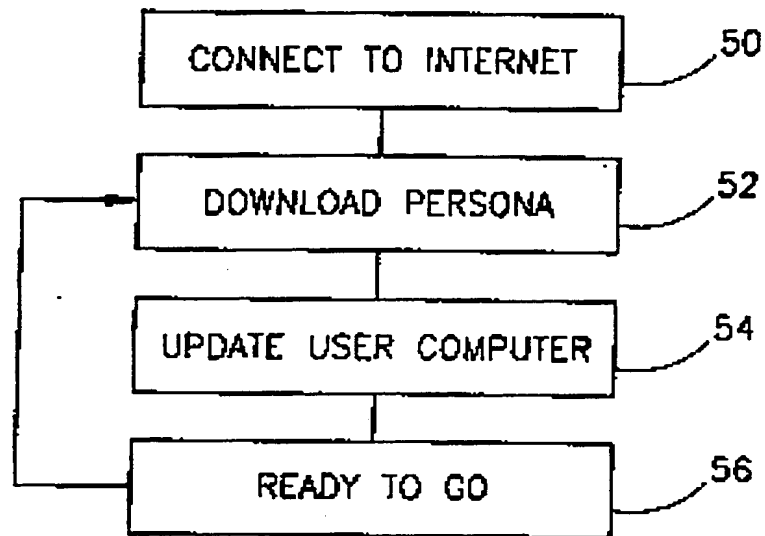 CONNECT TO INTERNET
50
DOWNLOAD PERSONA
52
UPDATE USER COMPUTER
54
READY TO GO
56